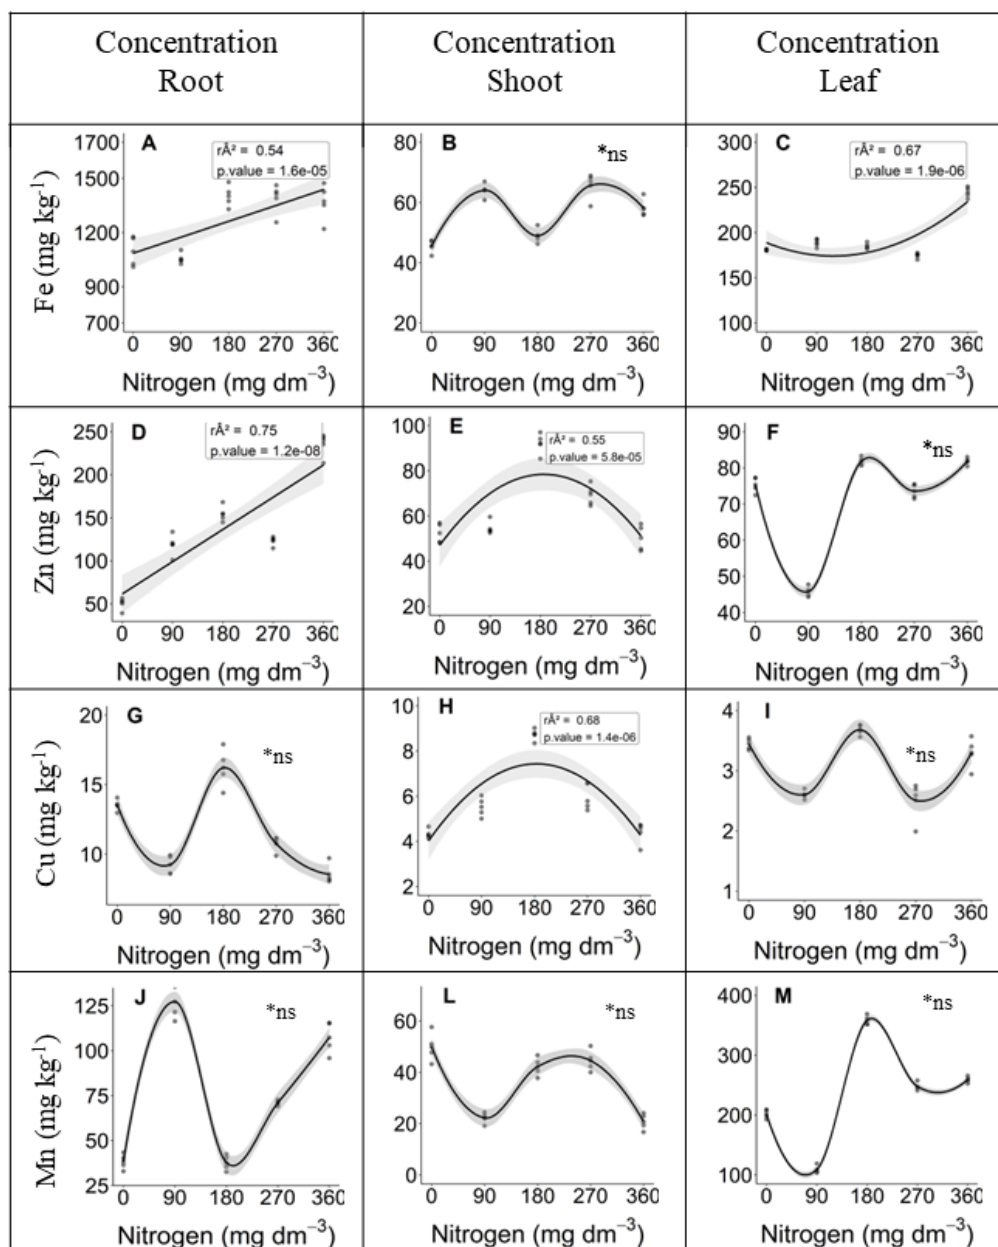 Concentration
Root
Concentration
Shoot
Concentration
Leaf
Fe (mg kg⁻¹)
A
1700
1500
1200
900
700
rÂ² = 0.54
p.value = 1.6e-05
0 90 180 270 360
Nitrogen (mg dm⁻³)
B
80
60
40
20
*ns
0 90 180 270 360
Nitrogen (mg dm⁻³)
C
300
250
200
150
100
rÂ² = 0.67
p.value = 1.9e-06
0 90 180 270 360
Nitrogen (mg dm⁻³)
Zn (mg kg⁻¹)
D
250
200
150
100
50
rÂ² = 0.75
p.value = 1.2e-08
0 90 180 270 360
Nitrogen (mg dm⁻³)
E
100
80
60
40
20
rÂ² = 0.55
p.value = 5.8e-05
0 90 180 270 360
Nitrogen (mg dm⁻³)
F
90
80
70
60
50
40
*ns
0 90 180 270 360
Nitrogen (mg dm⁻³)
Cu (mg kg⁻¹)
G
20
15
10
*ns
0 90 180 270 360
Nitrogen (mg dm⁻³)
H
10
8
6
4
2
rÂ² = 0.68
p.value = 1.4e-06
0 90 180 270 360
Nitrogen (mg dm⁻³)
I
4
3
2
1
*ns
0 90 180 270 360
Nitrogen (mg dm⁻³)
Mn (mg kg⁻¹)
J
125
100
75
50
25
*ns
0 90 180 270 360
Nitrogen (mg dm⁻³)
L
60
40
20
0
*ns
0 90 180 270 360
Nitrogen (mg dm⁻³)
M
400
300
200
100
*ns
0 90 180 270 360
Nitrogen (mg dm⁻³)